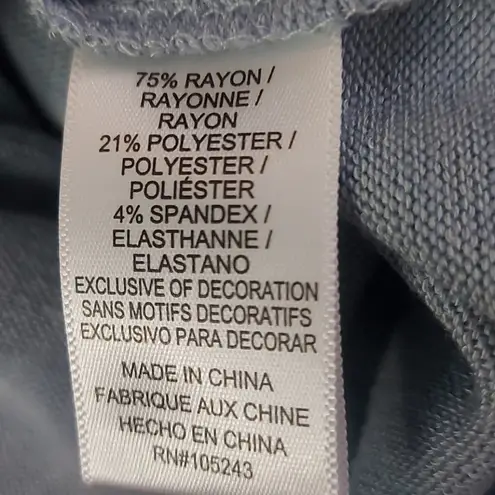 75% RAYON /
RAYONNE /
RAYON
21% POLYESTER /
POLYESTER /
POLIÉSTER
4% SPANDEX /
ELASTHANNE /
ELASTANO
EXCLUSIVE OF DECORATION
SANS MOTIFS DECORATIFS
EXCLUSIVO PARA DECORAR
MADE IN CHINA
FABRIQUE AUX CHINE
HECHO EN CHINA
RN#105243